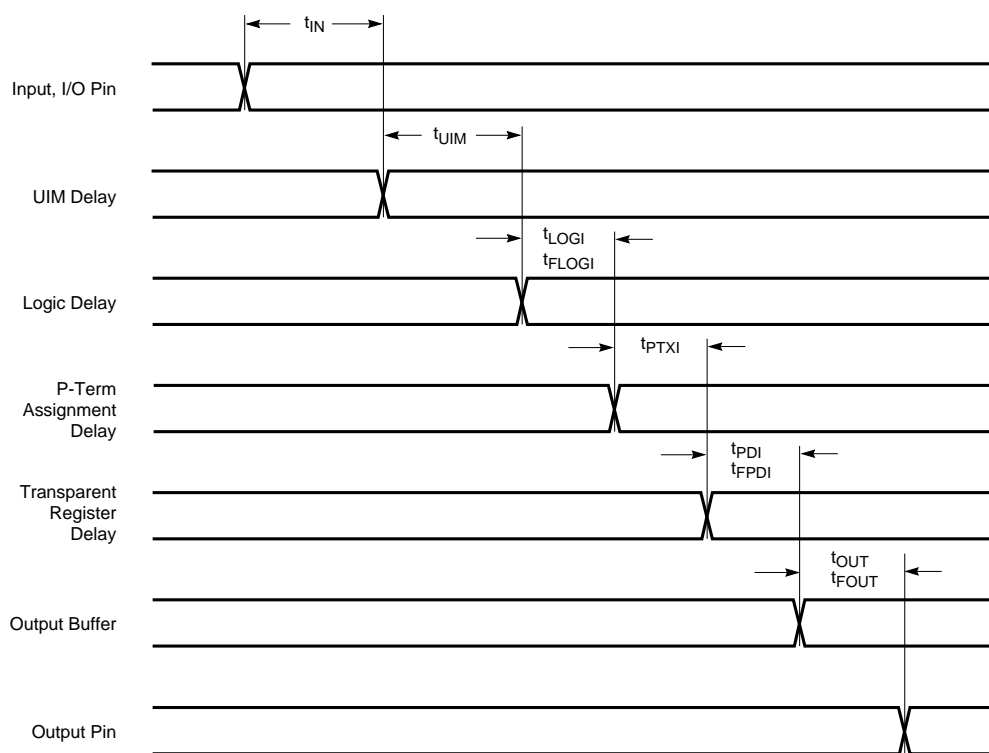 tIN
Input, I/O Pin
tUIM
UIM Delay
tLOGI
tFLOGI
Logic Delay
tPTXI
P-Term
Assignment
Delay
tPDI
tFPDI
Transparent
Register
Delay
tOUT
tFOUT
Output Buffer
Output Pin